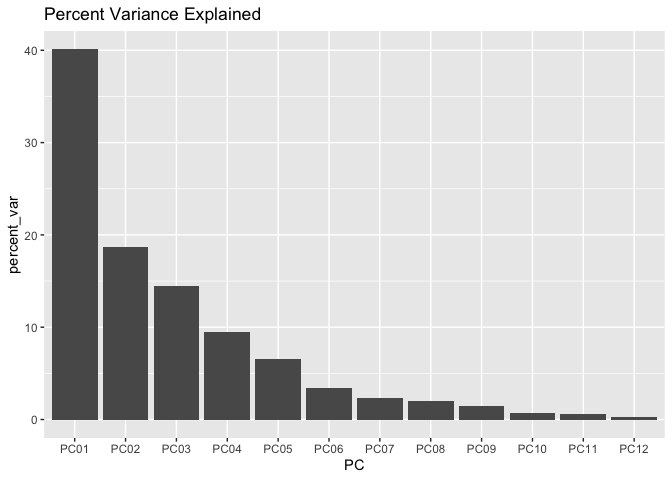 Percent Variance Explained
percent_var
40
30
20
10
0
PC01 PC02 PC03 PC04 PC05 PC06 PC07 PC08 PC09 PC10 PC11 PC12
PC